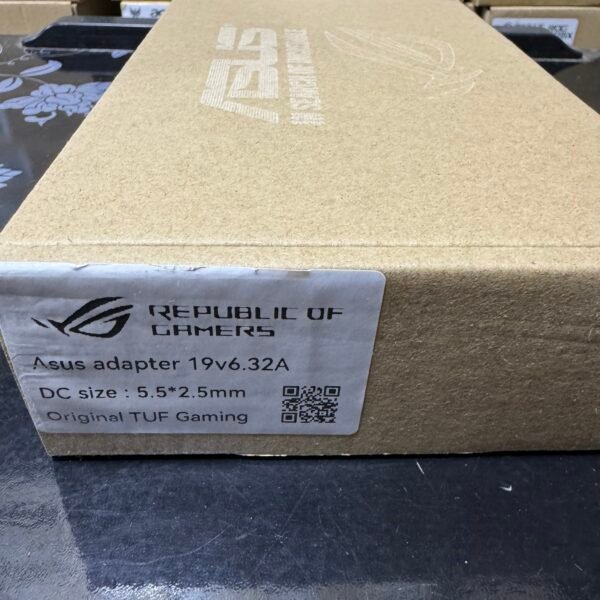 ASUS
REPUBLIC OF
GAMERS
Asus adapter 19v6.32A
DC size : 5.5*2.5mm
Original TUF Gaming